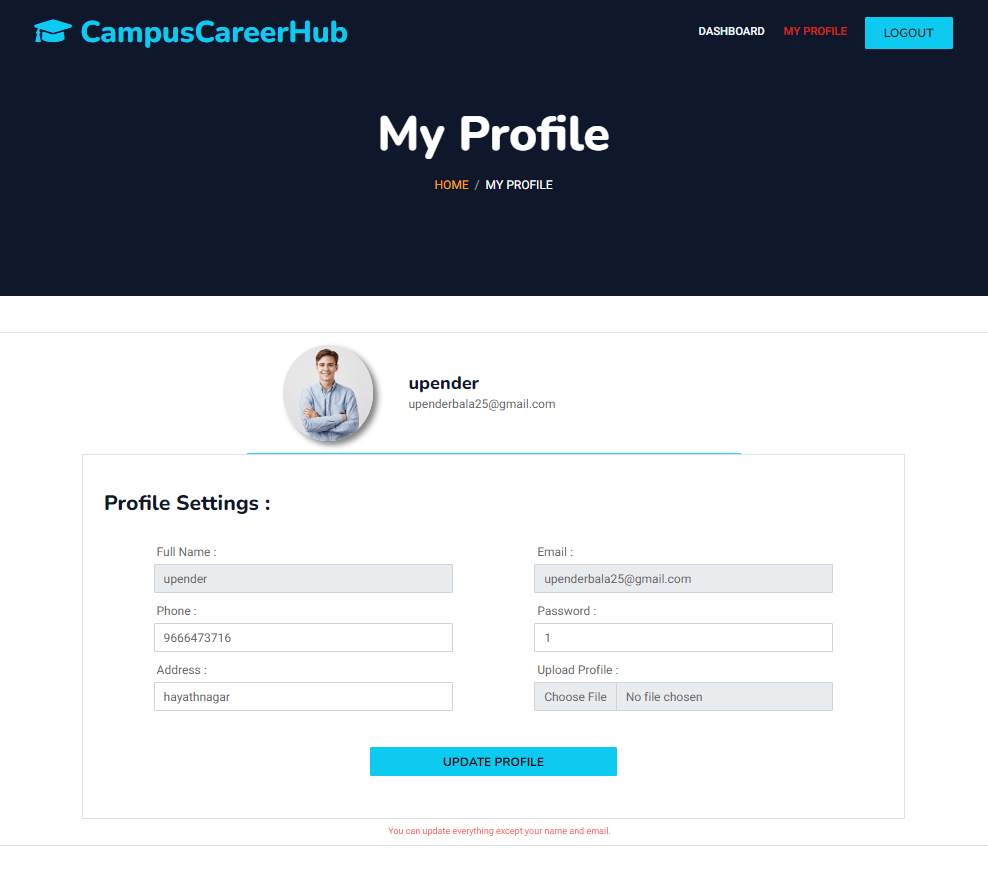 CampusCareerHub
DASHBOARD MY PROFILE LOGOUT
My Profile
HOME / MY PROFILE
upender
upenderbala25@gmail.com
Profile Settings :
Full Name : Email :
upender upenderbala25@gmail.com
Phone : Password :
9666473716 1
Address : Upload Profile :
hayathnagar Choose File No file chosen
UPDATE PROFILE
You can update everything except your name and email.